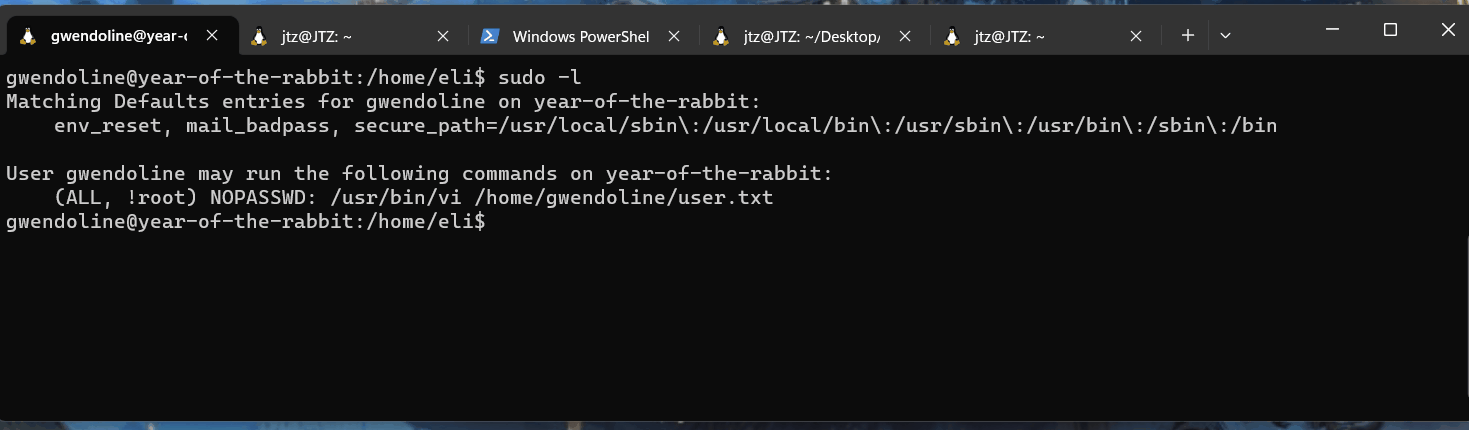 gwendoline@year-o
jtz@JTZ: ~
Windows PowerShel
jtz@JTZ: ~/Desktop/
jtz@JTZ: ~
gwendoline@year-of-the-rabbit:/home/eli$ sudo -l
Matching Defaults entries for gwendoline on year-of-the-rabbit:
    env_reset, mail_badpass, secure_path=/usr/local/sbin\:/usr/local/bin\:/usr/sbin\:/usr/bin\:/sbin\:/bin
User gwendoline may run the following commands on year-of-the-rabbit:
    (ALL, !root) NOPASSWD: /usr/bin/vi /home/gwendoline/user.txt
gwendoline@year-of-the-rabbit:/home/eli$